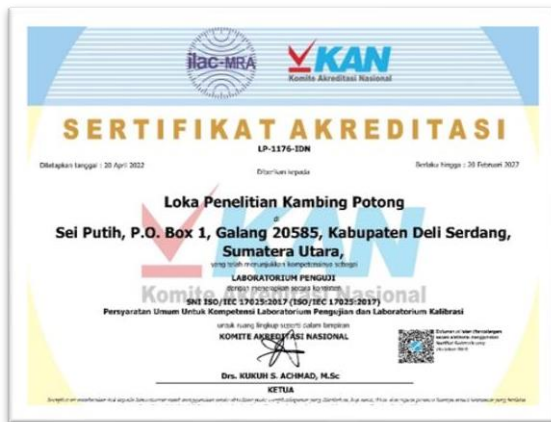 ilac-MRA
KAN
Komite Akreditasi Nasional
SERTIFIKAT AKREDITASI
LP-1176-IDN
Ditetapkan tanggal : 20 April 2022
Berlaku hingga : 20 Februari 2027
Diberikan kepada
Loka Penelitian Kambing Potong
di
Sei Putih, P.O. Box 1, Galang 20585, Kabupaten Deli Serdang,
Sumatera Utara,
yang telah menunjukkan kompetensinya sebagai
LABORATORIUM PENGUJI
dengan menerapkan secara konsisten
SNI ISO/IEC 17025:2017 (ISO/IEC 17025:2017)
Persyaratan Umum Untuk Kompetensi Laboratorium Pengujian dan Laboratorium Kalibrasi
untuk ruang lingkup seperti dalam lampiran
KOMITE AKREDITASI NASIONAL
Drs. KUKUH S. ACHMAD, M.Sc
KETUA
KAN
Komite Akreditasi Nasional